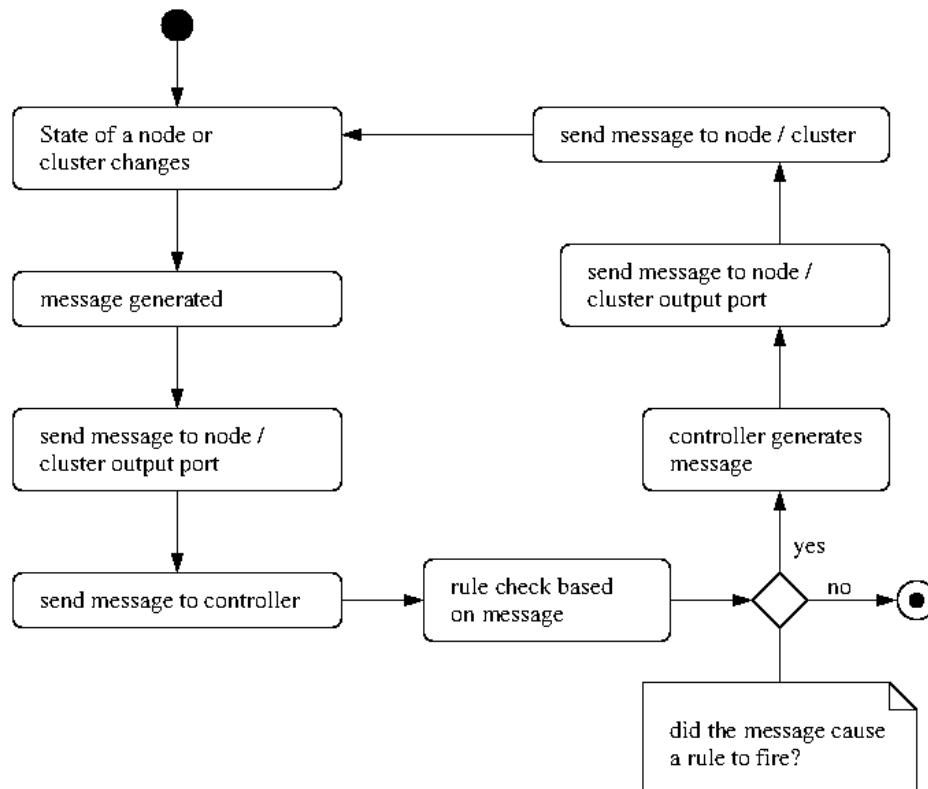 State of a node or
cluster changes
send message to node / cluster
message generated
send message to node /
cluster output port
send message to node /
cluster output port
controller generates
message
send message to controller
rule check based
on message
yes
no
did the message cause
a rule to fire?